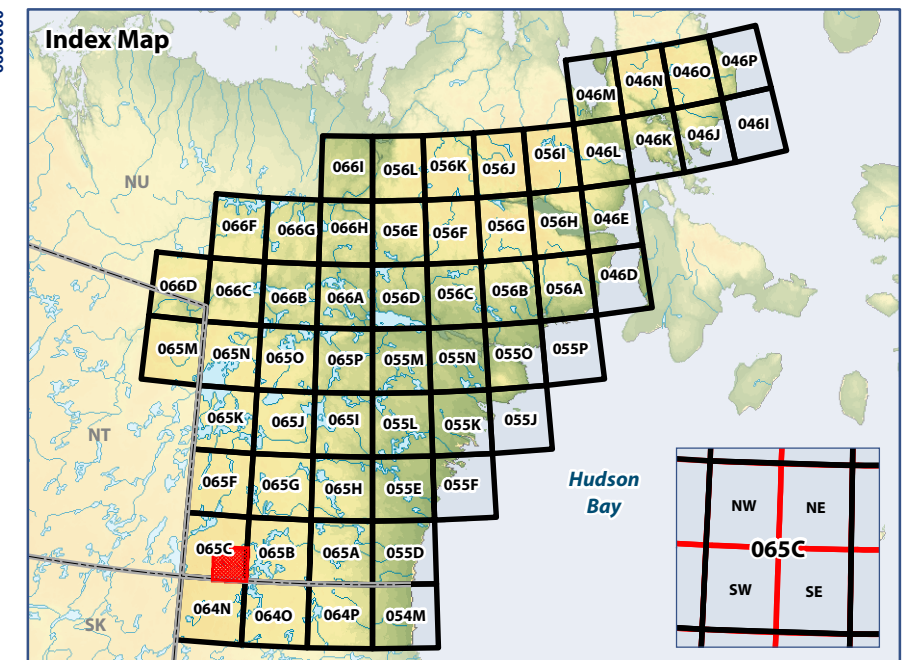 Index Map
046M 046N 046O 046P
066I 056L 056K 056J 056I 046L 046K 046J 046I
NU
066F 066G 066H 056E 056F 056G 056H 046E
066D 066C 066B 066A 056D 056C 056B 056A 046D
065M 065N 065O 065P 055M 055N 055O 055P
065K 065J 065I 055L 055K 055J
NT
065F 065G 065H 055E 055F
Hudson
Bay
065C 065B 065A 055D
064N 064O 064P 054M
SK
NW NE
065C
SW SE